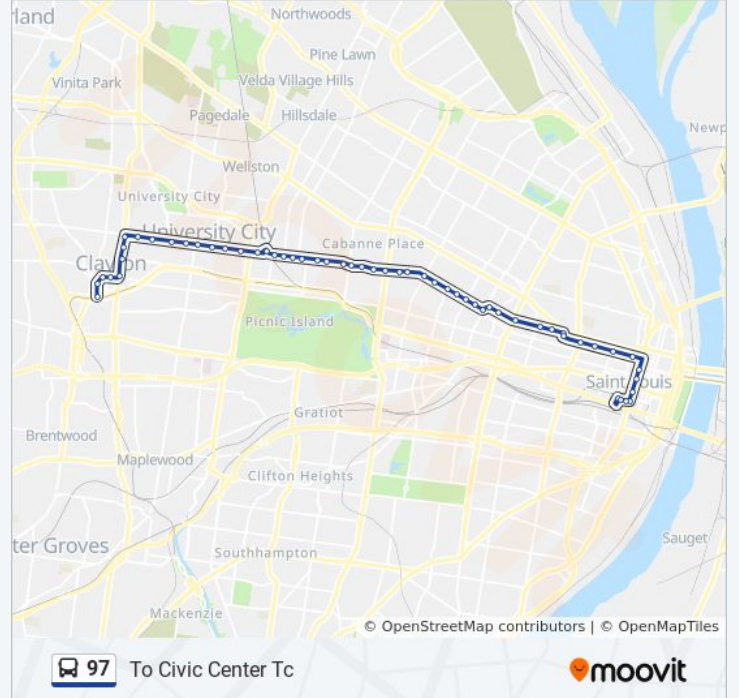 rland
Northwoods
Pine Lawn
Vinita Park
Velda Village Hills
Pagedale
Hillsdale
Newp
Wellston
University City
University City
Cabanne Place
Clayton
Picnic Island
Saint Louis
Gratiot
Brentwood
Maplewood
Clifton Heights
ter Groves
Southhampton
Sauget
Mackenzie
© OpenStreetMap contributors | © OpenMapTiles
97 To Civic Center Tc
moovit